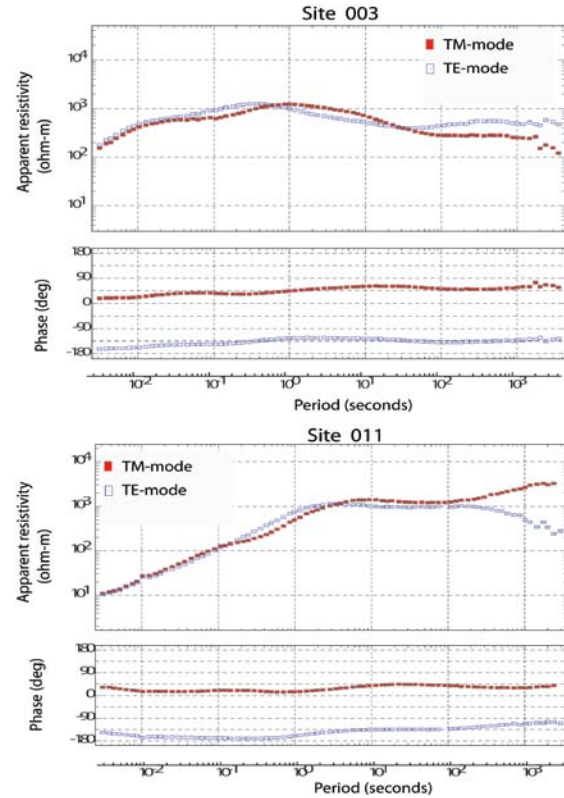 Site 003
TM-mode
TE-mode
Apparent resistivity
(ohm-m)
10⁴
10³
10²
10¹
Phase (deg)
180
90
0
-90
-180
10⁻² 10⁻¹ 10⁰ 10¹ 10² 10³
Period (seconds)
Site 011
TM-mode
TE-mode
Apparent resistivity
(ohm-m)
10⁴
10³
10²
10¹
Phase (deg)
180
90
0
-90
-180
10⁻² 10⁻¹ 10⁰ 10¹ 10² 10³
Period (seconds)